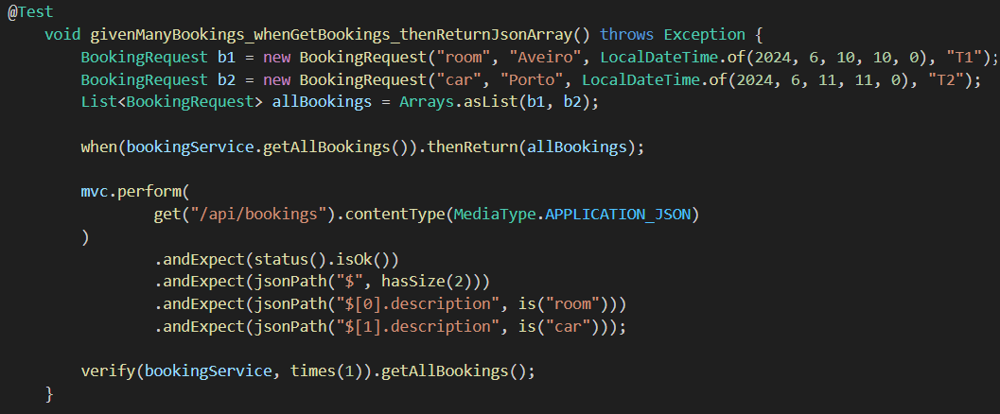 @Test
    void givenManyBookings_whenGetBookings_thenReturnJsonArray() throws Exception {
        BookingRequest b1 = new BookingRequest("room", "Aveiro", LocalDateTime.of(2024, 6, 10, 10, 0), "T1");
        BookingRequest b2 = new BookingRequest("car", "Porto", LocalDateTime.of(2024, 6, 11, 11, 0), "T2");
        List<BookingRequest> allBookings = Arrays.asList(b1, b2);

        when(bookingService.getAllBookings()).thenReturn(allBookings);

        mvc.perform(
                get("/api/bookings").contentType(MediaType.APPLICATION_JSON)
        )
                .andExpect(status().isOk())
                .andExpect(jsonPath("$", hasSize(2)))
                .andExpect(jsonPath("$[0].description", is("room")))
                .andExpect(jsonPath("$[1].description", is("car")));

        verify(bookingService, times(1)).getAllBookings();
    }